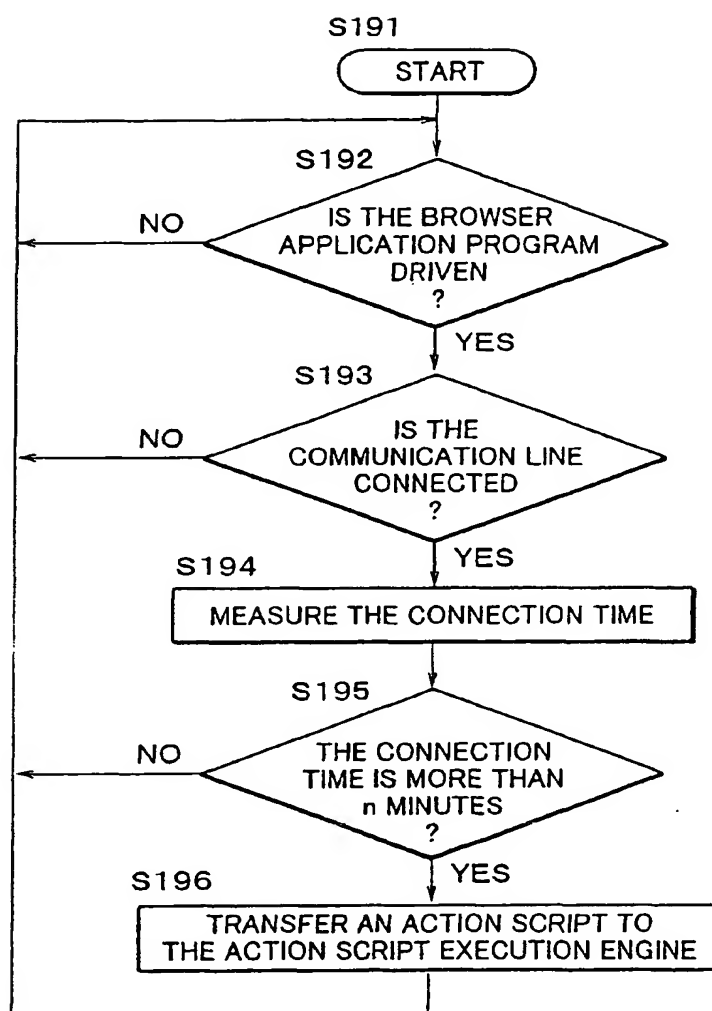 S191
START
S192
IS THE BROWSER
APPLICATION PROGRAM
DRIVEN
?
NO
YES
S193
IS THE
COMMUNICATION LINE
CONNECTED
?
NO
YES
S194
MEASURE THE CONNECTION TIME
S195
THE CONNECTION
TIME IS MORE THAN
n MINUTES
?
NO
YES
S196
TRANSFER AN ACTION SCRIPT TO
THE ACTION SCRIPT EXECUTION ENGINE